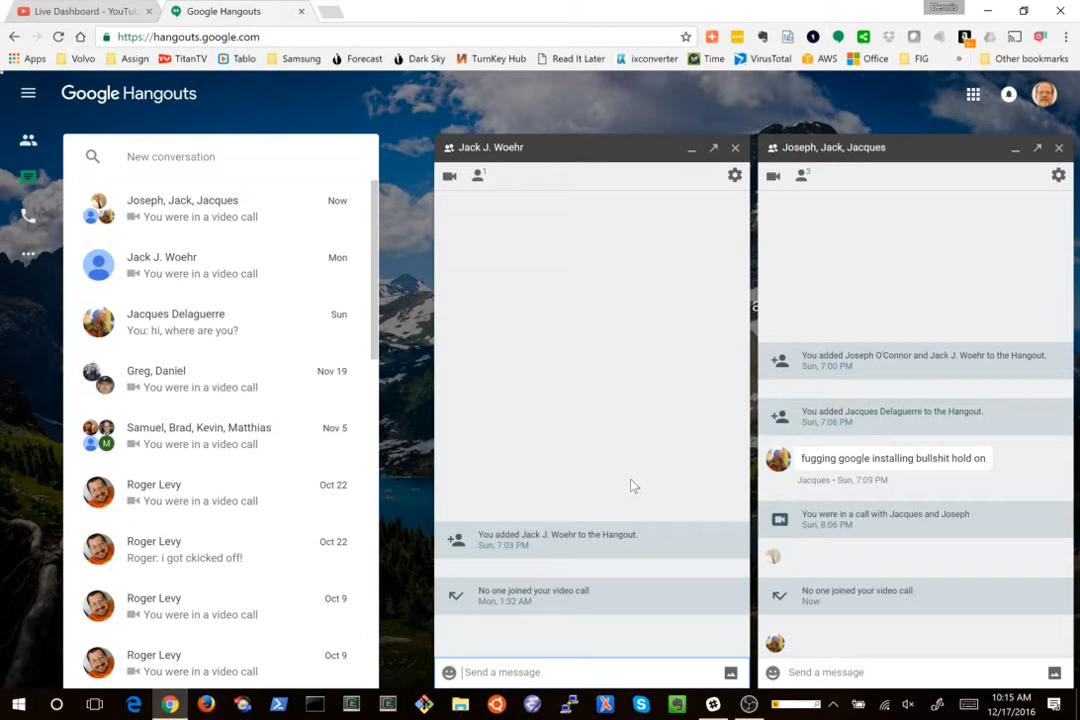 Live Dashboard - YouTu
Google Hangouts
Dennis
https://hangouts.google.com
Apps
Volvo
Assign
TitanTV
Tablo
Samsung
Forecast
Dark Sky
TurnKey Hub
Read It Later
ixconverter
Time
VirusTotal
AWS
Office
FIG
»
Other bookmarks
Google Hangouts
New conversation
Joseph, Jack, Jacques
Now
You were in a video call
Jack J. Woehr
Mon
You were in a video call
Jacques Delaguerre
Sun
You: hi, where are you?
Greg, Daniel
Nov 19
You were in a video call
Samuel, Brad, Kevin, Matthias
Nov 5
M
You were in a video call
Roger Levy
Oct 22
You were in a video call
Roger Levy
Oct 22
Roger: i got ckicked off!
Roger Levy
Oct 9
You were in a video call
Roger Levy
Oct 9
You were in a video call
Jack J. Woehr
1
You added Jack J. Woehr to the Hangout.
Sun, 7:03 PM
No one joined your video call
Mon, 1:32 AM
Send a message
Joseph, Jack, Jacques
3
You added Joseph O'Connor and Jack J. Woehr to the Hangout.
Sun, 7:00 PM
You added Jacques Delaguerre to the Hangout.
Sun, 7:06 PM
fugging google installing bullshit hold on
Jacques • Sun, 7:09 PM
You were in a call with Jacques and Joseph
Sun, 8:06 PM
No one joined your video call
Now
Send a message
10:15 AM
12/17/2016